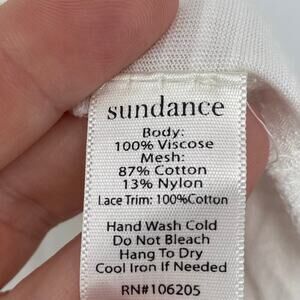 sundance
Body:
100% Viscose
Mesh:
87% Cotton
13% Nylon
Lace Trim: 100%Cotton
Hand Wash Cold
Do Not Bleach
Hang To Dry
Cool Iron If Needed
RN#106205